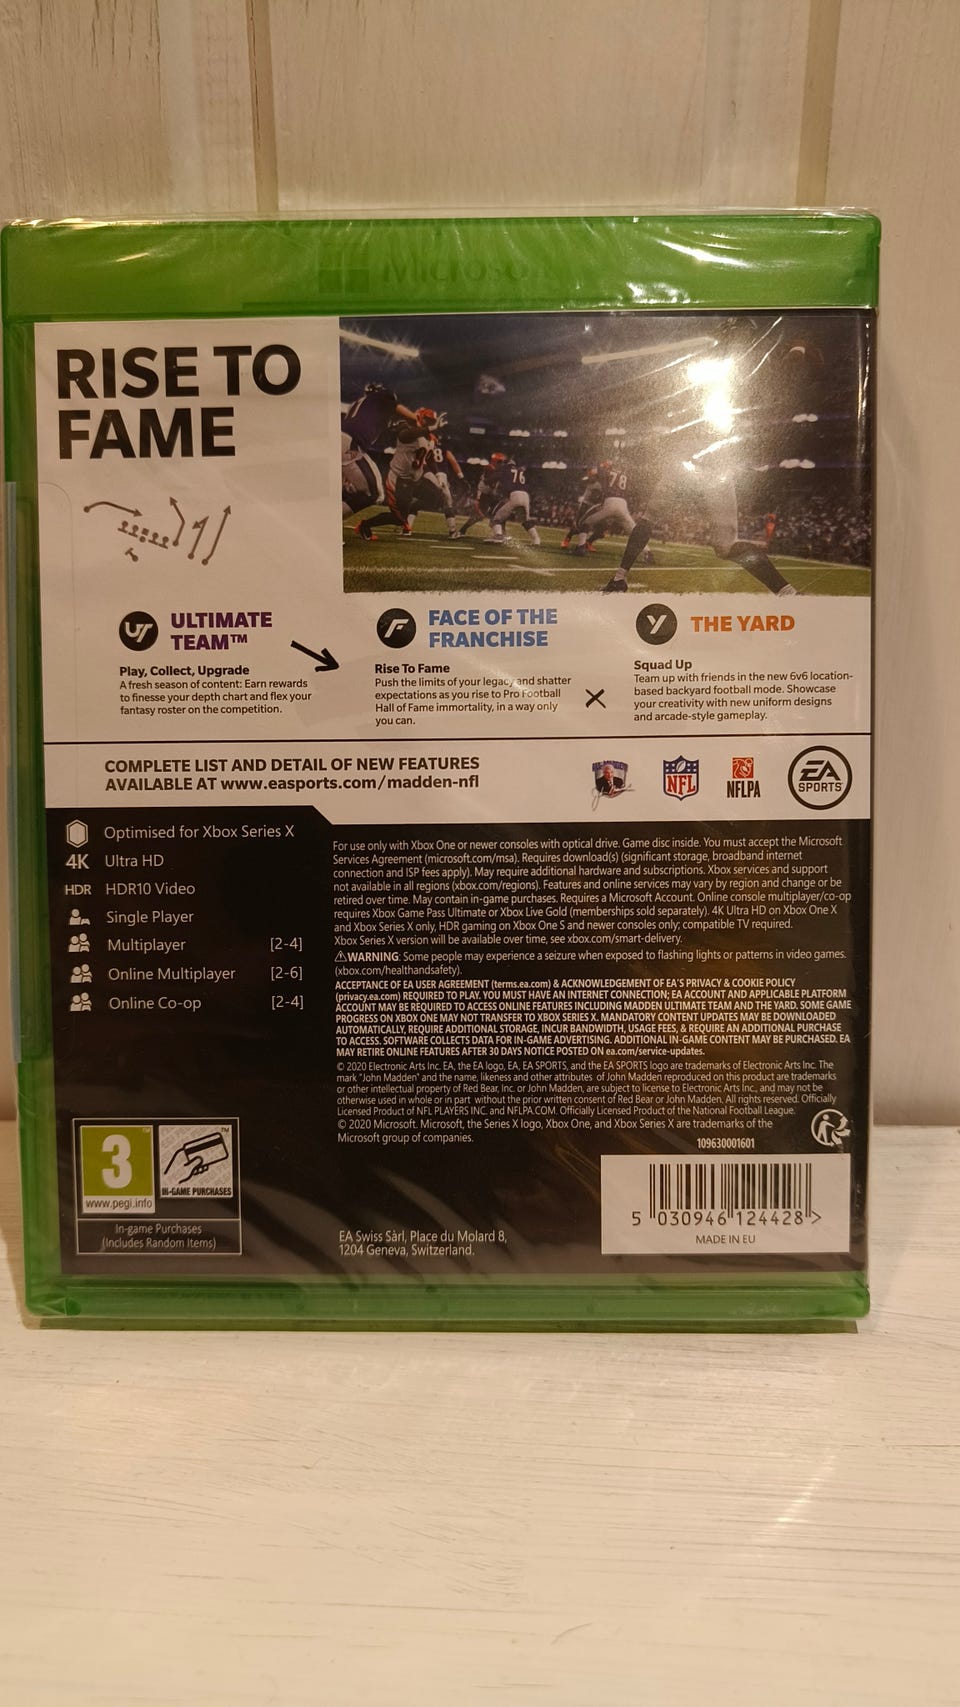 Microsoft
RISE TO
FAME
76
78
8
UT
ULTIMATE
TEAM™
Play, Collect, Upgrade
A fresh season of content: Earn rewards
to finesse your depth chart and flex your
fantasy roster on the competition.
F
FACE OF THE
FRANCHISE
Rise To Fame
Push the limits of your legacy and shatter
expectations as you rise to Pro Football
Hall of Fame immortality, in a way only
you can.
Y
THE YARD
Squad Up
Team up with friends in the new 6v6 location-
based backyard football mode. Showcase
your creativity with new uniform designs
and arcade-style gameplay.
COMPLETE LIST AND DETAIL OF NEW FEATURES
AVAILABLE AT www.easports.com/madden-nfl
NFL
NFLPA
EA
SPORTS™
Optimised for Xbox Series X
4K Ultra HD
HDR HDR10 Video
Single Player
Multiplayer [2-4]
Online Multiplayer [2-6]
Online Co-op [2-4]
For use only with Xbox One or newer consoles with optical drive. Game disc inside. You must accept the Microsoft
Services Agreement (microsoft.com/msa). Requires download(s) (significant storage, broadband internet
connection and ISP fees apply). May require additional hardware and subscriptions. Xbox services and support
not available in all regions (xbox.com/regions). Features and online services may vary by region and change or be
retired over time. May contain in-game purchases. Requires a Microsoft Account. Online console multiplayer/co-op
requires Xbox Game Pass Ultimate or Xbox Live Gold (memberships sold separately). 4K Ultra HD on Xbox One X
and Xbox Series X only, HDR gaming on Xbox One S and newer consoles only; compatible TV required.
Xbox Series X version will be available over time, see xbox.com/smart-delivery.
⚠WARNING: Some people may experience a seizure when exposed to flashing lights or patterns in video games.
(xbox.com/healthandsafety).
ACCEPTANCE OF EA USER AGREEMENT (terms.ea.com) & ACKNOWLEDGEMENT OF EA'S PRIVACY & COOKIE POLICY
(privacy.ea.com) REQUIRED TO PLAY. YOU MUST HAVE AN INTERNET CONNECTION; EA ACCOUNT AND APPLICABLE PLATFORM
ACCOUNT MAY BE REQUIRED TO ACCESS ONLINE FEATURES INCLUDING MADDEN ULTIMATE TEAM AND THE YARD. SOME GAME
PROGRESS ON XBOX ONE MAY NOT TRANSFER TO XBOX SERIES X. MANDATORY CONTENT UPDATES MAY BE DOWNLOADED
AUTOMATICALLY, REQUIRE ADDITIONAL STORAGE, INCUR BANDWIDTH, USAGE FEES, & REQUIRE AN ADDITIONAL PURCHASE
TO ACCESS. SOFTWARE COLLECTS DATA FOR IN-GAME ADVERTISING. ADDITIONAL IN-GAME CONTENT MAY BE PURCHASED. EA
MAY RETIRE ONLINE FEATURES AFTER 30 DAYS NOTICE POSTED ON ea.com/service-updates.
© 2020 Electronic Arts Inc. EA, the EA logo, EA, EA SPORTS, and the EA SPORTS logo are trademarks of Electronic Arts Inc. The
mark "John Madden" and the name, likeness and other attributes of John Madden reproduced on this product are trademarks
or other intellectual property of Red Bear, Inc. or John Madden, are subject to license to Electronic Arts Inc., and may not be
otherwise used in whole or in part without the prior written consent of Red Bear or John Madden. All rights reserved. Officially
Licensed Product of NFL PLAYERS INC. and NFLPA.COM. Officially Licensed Product of the National Football League.
© 2020 Microsoft. Microsoft, the Series X logo, Xbox One, and Xbox Series X are trademarks of the
Microsoft group of companies.
109630001601
3
www.pegi.info
IN-GAME PURCHASES
In-game Purchases
(Includes Random Items)
EA Swiss Sàrl, Place du Molard 8,
1204 Geneva, Switzerland.
5 030946 124428 >
MADE IN EU